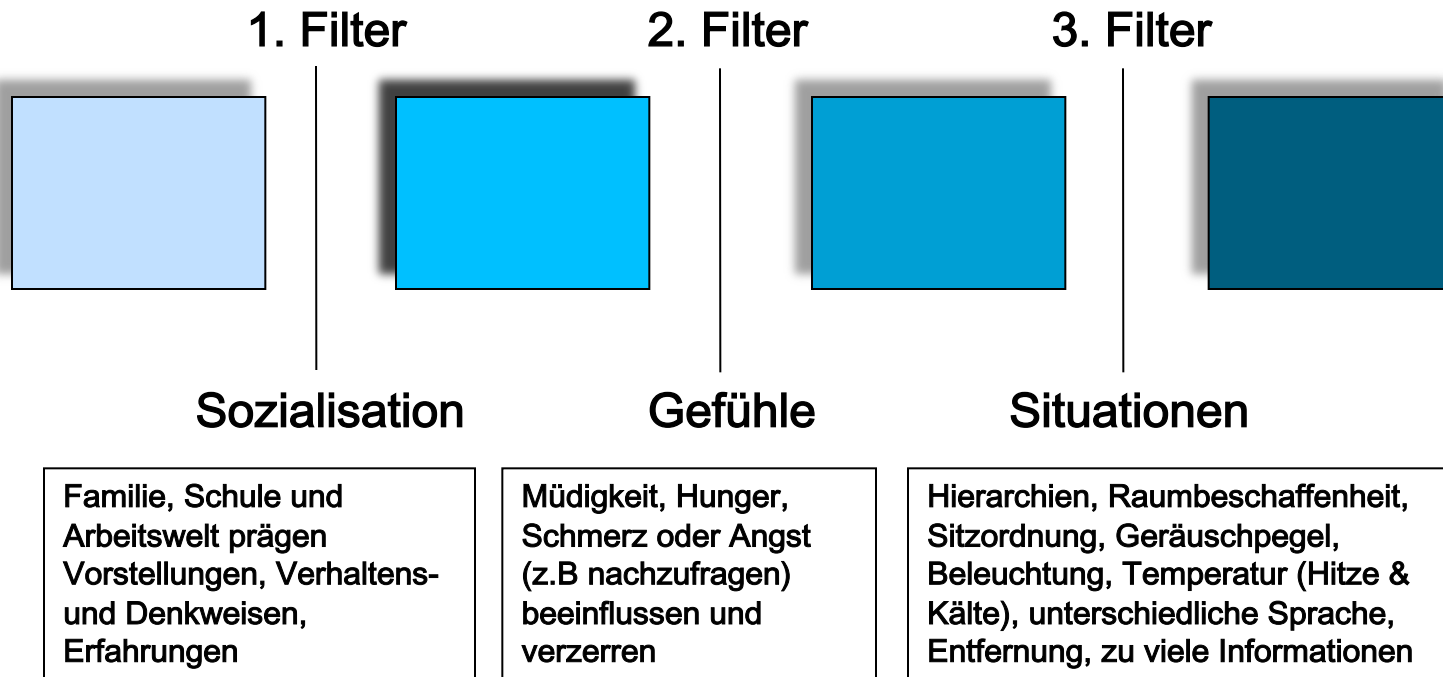 1. Filter
2. Filter
3. Filter
Sozialisation
Gefühle
Situationen
Familie, Schule und
Arbeitswelt prägen
Vorstellungen, Verhaltens-
und Denkweisen,
Erfahrungen
Müdigkeit, Hunger,
Schmerz oder Angst
(z.B nachzufragen)
beeinflussen und
verzerren
Hierarchien, Raumbeschaffenheit,
Sitzordnung, Geräuschpegel,
Beleuchtung, Temperatur (Hitze &
Kälte), unterschiedliche Sprache,
Entfernung, zu viele Informationen